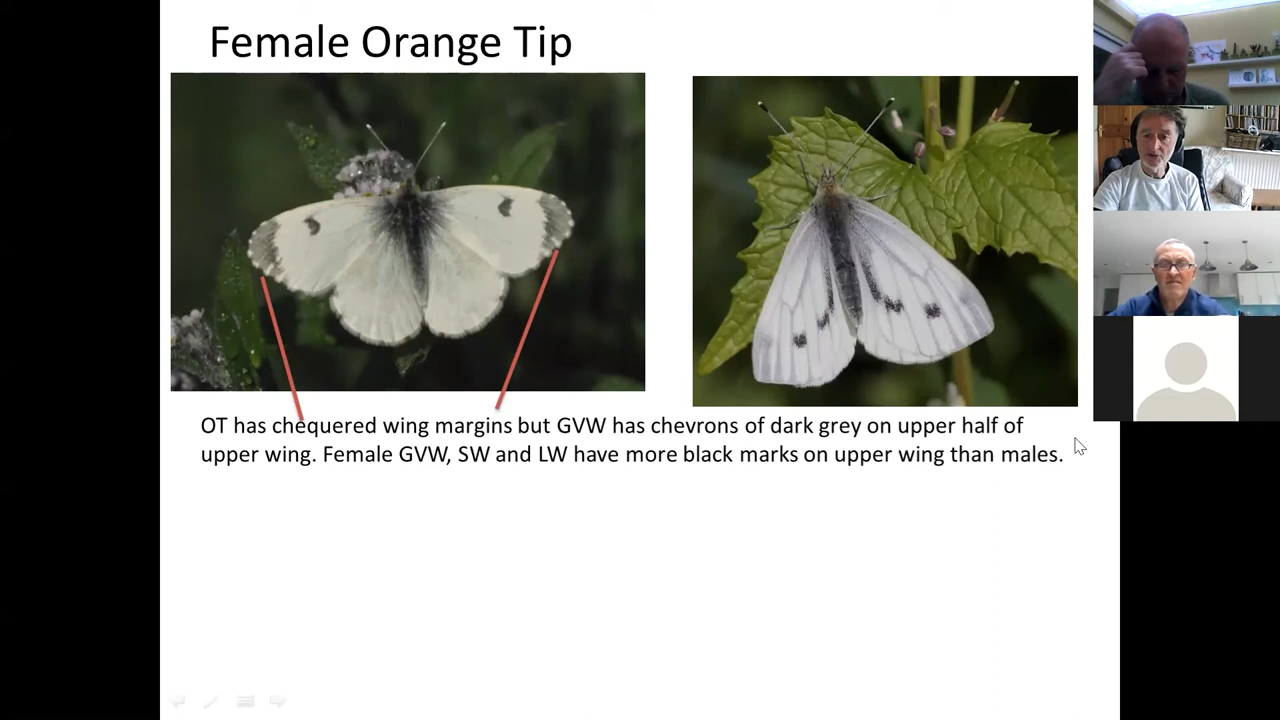 Female Orange Tip
OT has chequered wing margins but GVW has chevrons of dark grey on upper half of
upper wing. Female GVW, SW and LW have more black marks on upper wing than males.